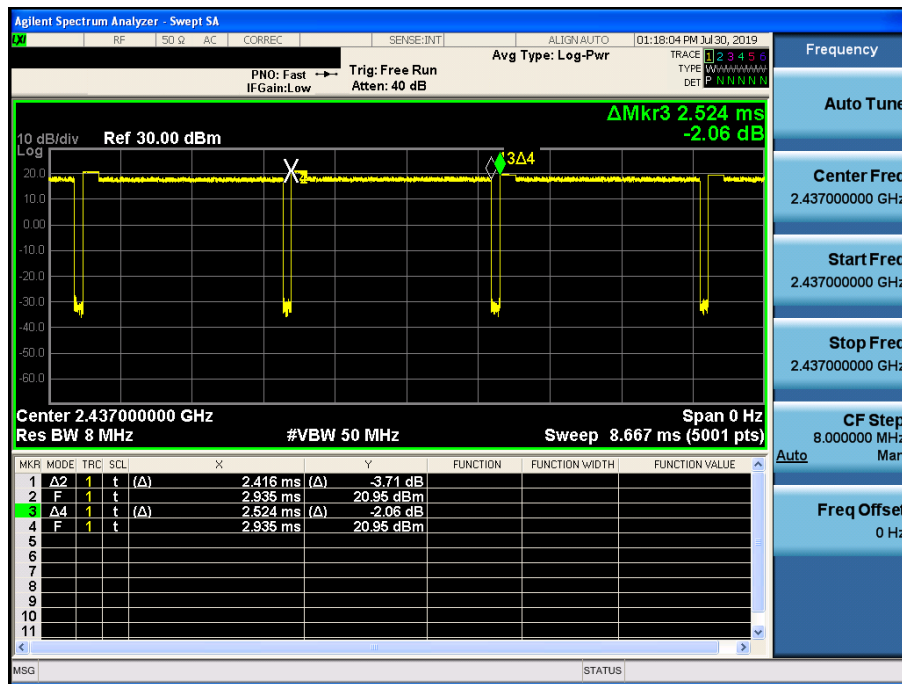 Agilent Spectrum Analyzer - Swept SA
LXI RF 50 Ω AC CORREC SENSE:INT ALIGN AUTO 01:18:04 PM Jul 30, 2019
Frequency
PNO: Fast Trig: Free Run Avg Type: Log-Pwr TRACE 1 2 3 4 5 6
IFGain:Low Atten: 40 dB TYPE WWWWWWW
DET P N N N N N
Auto Tune
ΔMkr3 2.524 ms
-2.06 dB
10 dB/div Ref 30.00 dBm
Log
20.0
10.0
0.00
-10.0
-20.0
-30.0
-40.0
-50.0
-60.0
3Δ4
Center Freq
2.437000000 GHz
Start Freq
2.437000000 GHz
Stop Freq
2.437000000 GHz
Center 2.437000000 GHz Span 0 Hz
Res BW 8 MHz #VBW 50 MHz Sweep 8.667 ms (5001 pts)
CF Step
8.000000 MHz
Auto Man
MKR MODE TRC SCL X Y FUNCTION FUNCTION WIDTH FUNCTION VALUE
1 Δ2 1 t (Δ) 2.416 ms (Δ) -3.71 dB
2 F 1 t 2.935 ms 20.95 dBm
3 Δ4 1 t (Δ) 2.524 ms (Δ) -2.06 dB
4 F 1 t 2.935 ms 20.95 dBm
5
6
7
8
9
10
11
Freq Offset
0 Hz
MSG STATUS